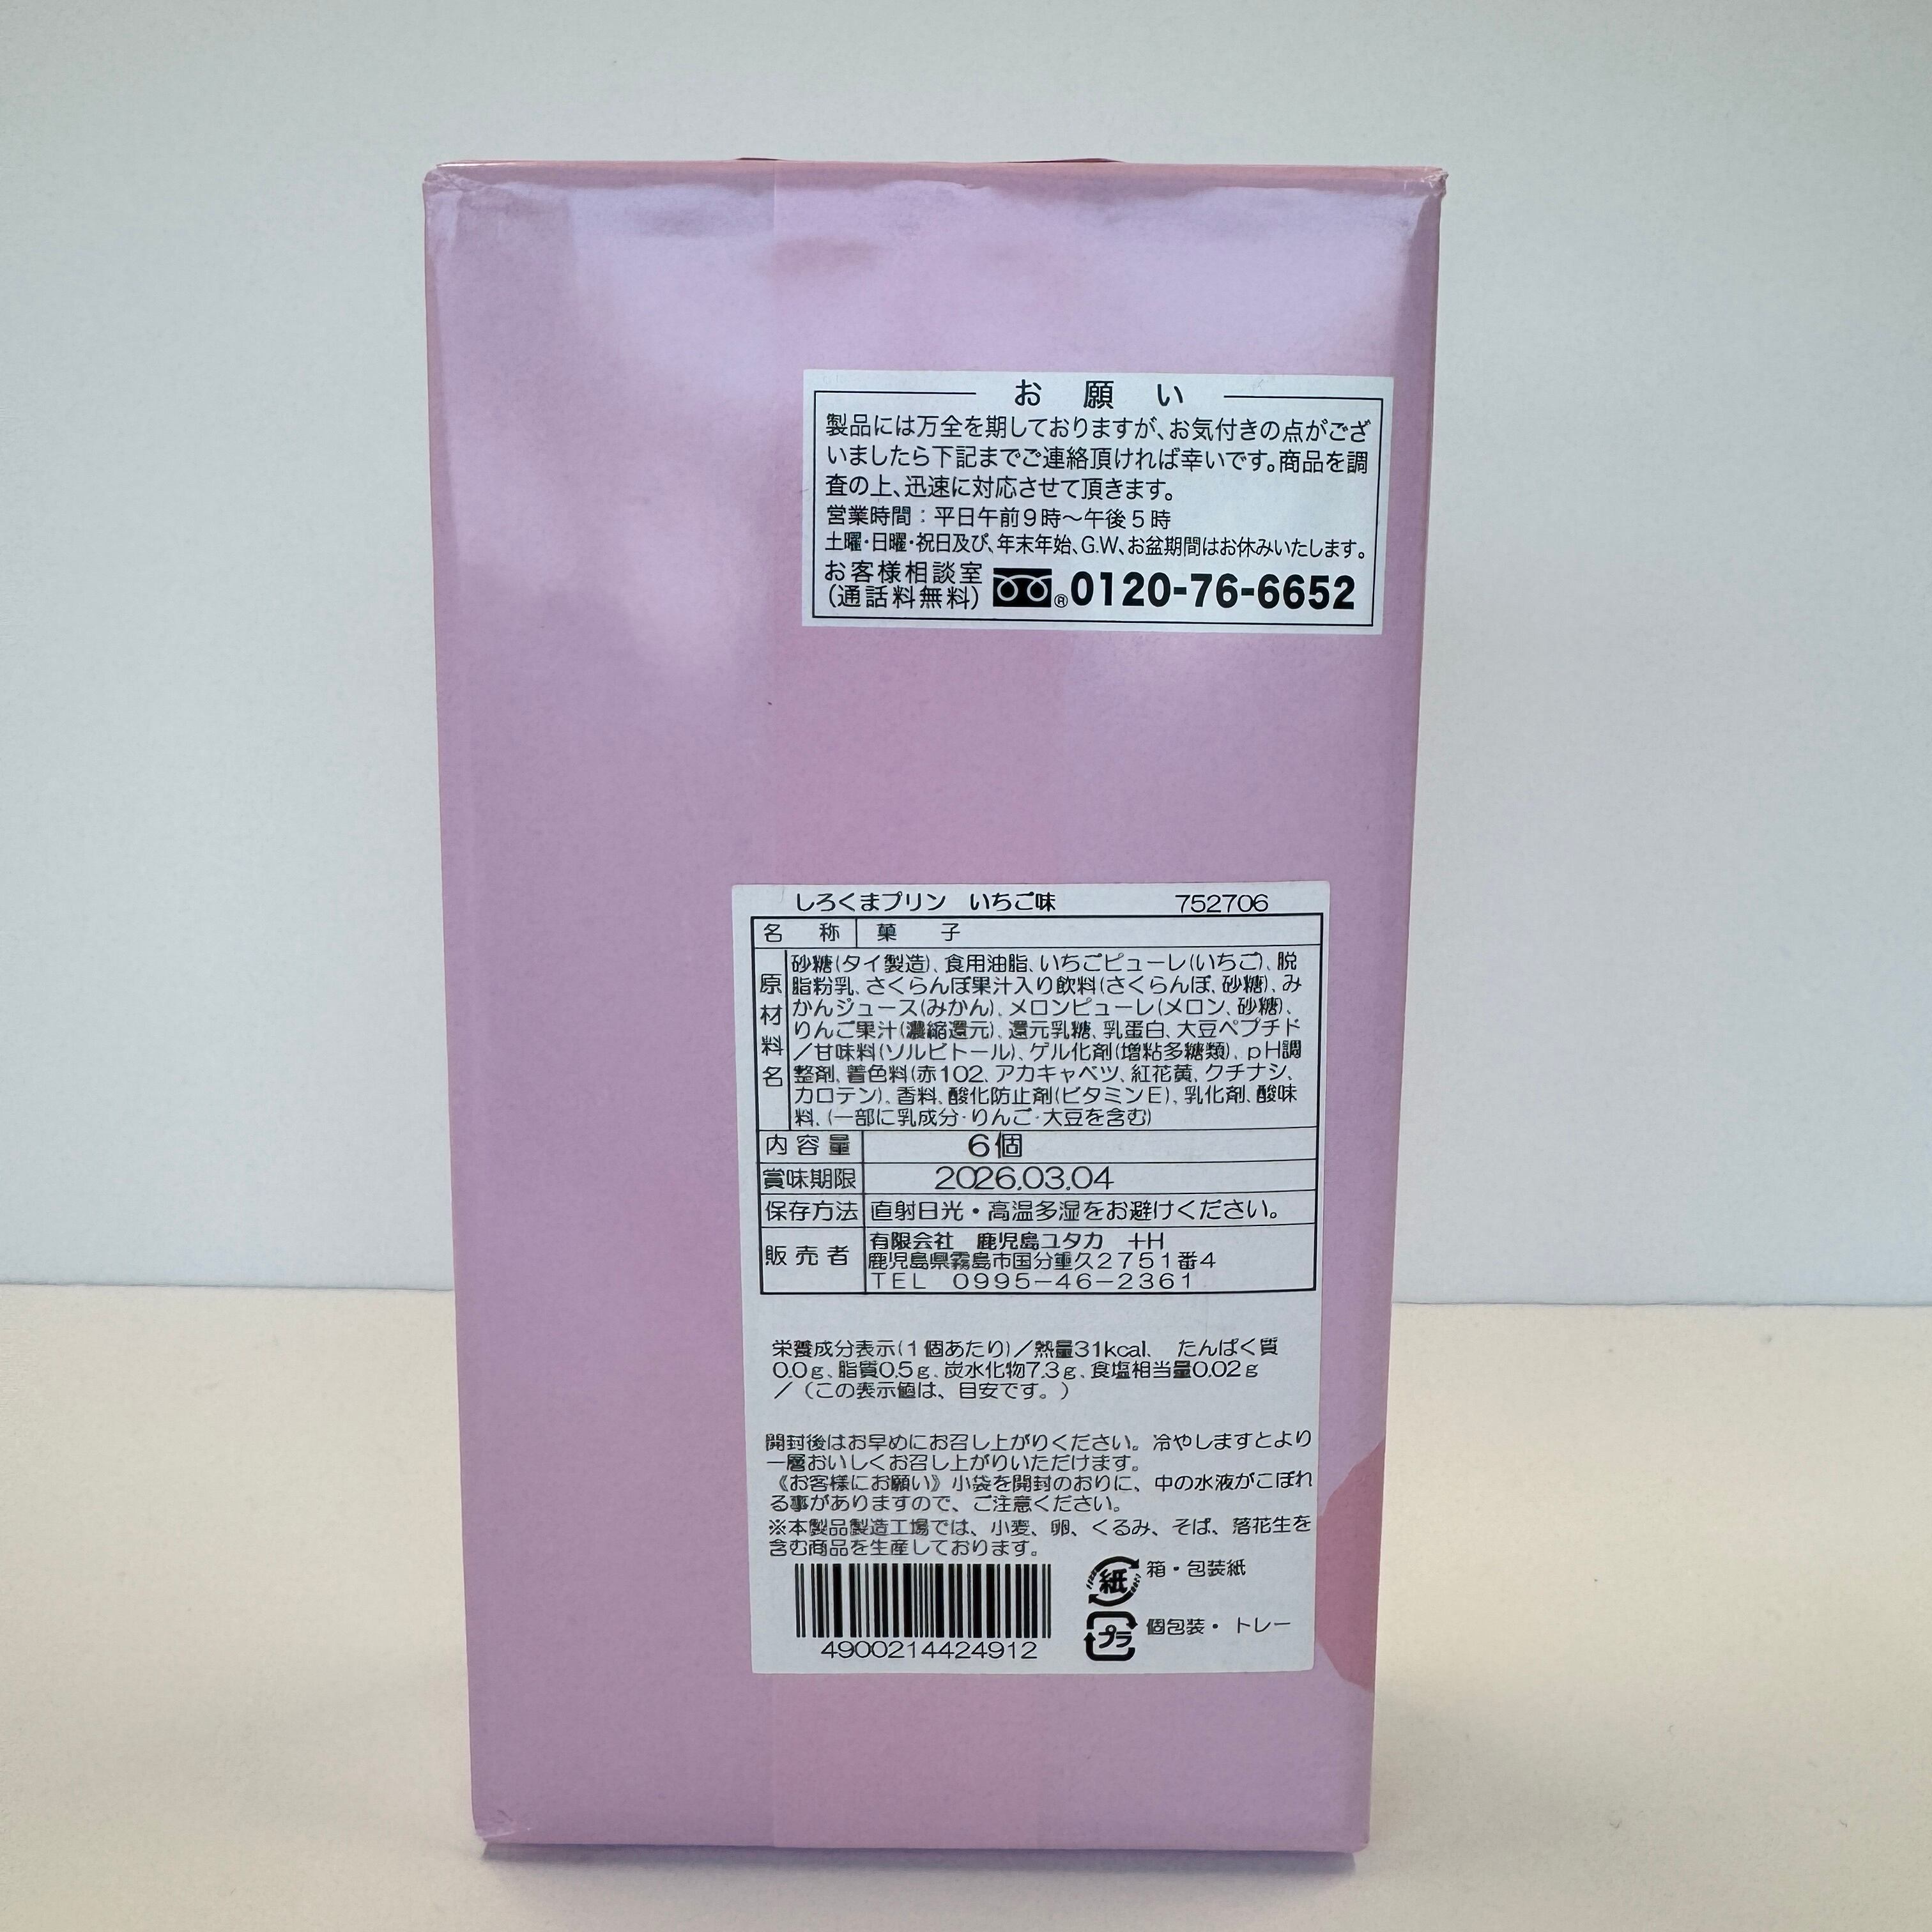 お願い
製品には万全を期しておりますが、お気付きの点がござ
いましたら下記までご連絡頂ければ幸いです。商品を調
査の上、迅速に対応させて頂きます。
営業時間：平日午前9時～午後5時
土曜・日曜・祝日及び、年末年始、G.W.、お盆期間はお休みいたします。
お客様相談室
(通話料無料) ®0120-76-6652
しろくまプリン いちご味 752706
名称 菓子
原材料名
砂糖(タイ製造)、食用油脂、いちごピューレ(いちご)、脱
脂粉乳、さくらんぼ果汁入り飲料(さくらんぼ、砂糖)、み
かんジュース(みかん)、メロンピューレ(メロン、砂糖)、
りんご果汁(濃縮還元)、還元乳糖、乳蛋白、大豆ペプチド
／甘味料(ソルビトール)、ゲル化剤(増粘多糖類)、pH調
整剤、着色料(赤102、アカキャベツ、紅花黄、クチナシ、
カロテン)、香料、酸化防止剤(ビタミンE)、乳化剤、酸味
料、(一部に乳成分・りんご・大豆を含む)
内容量 6個
賞味期限 2026.03.04
保存方法 直射日光・高温多湿をお避けください。
販売者
有限会社 鹿児島ユタカ +H
鹿児島県霧島市国分重久2751番4
TEL 0995-46-2361
栄養成分表示(1個あたり)／熱量31kcal、 たんぱく質
0.0g、脂質0.5g、炭水化物7.3g、食塩相当量0.02g
／（この表示値は、目安です。）
開封後はお早めにお召し上がりください。冷やしますとより
一層おいしくお召し上がりいただけます。
《お客様にお願い》小袋を開封のおりに、中の水液がこぼれ
る事がありますので、ご注意ください。
※本製品製造工場では、小麦、卵、くるみ、そば、落花生を
含む商品を生産しております。
紙 箱・包装紙
プラ 個包装・トレー
4900214424912